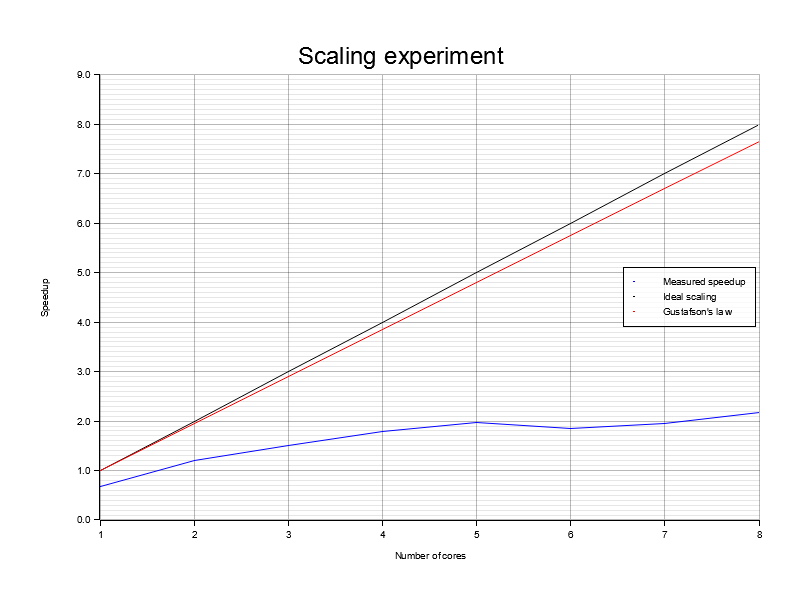 Scaling experiment
9.0
8.0
7.0
6.0
5.0
4.0
3.0
2.0
1.0
0.0
Speedup
Measured speedup
Ideal scaling
Gustafson's law
1 2 3 4 5 6 7 8
Number of cores